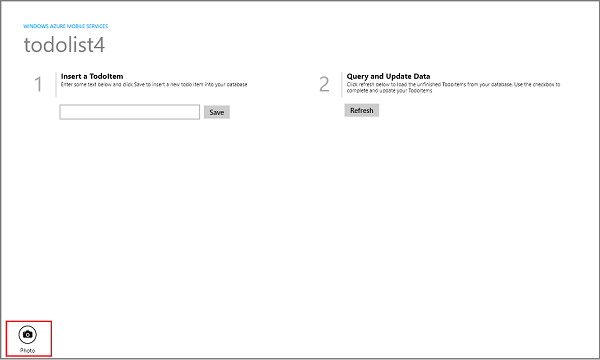 WINDOWS AZURE MOBILE SERVICES
todolist4
1
Insert a TodoItem
Enter some text below and click Save to insert a new todo item into your database
Save
2
Query and Update Data
Click refresh below to load the unfinished TodoItems from your database. Use the checkbox to
complete and update your TodoItems
Refresh
Photo